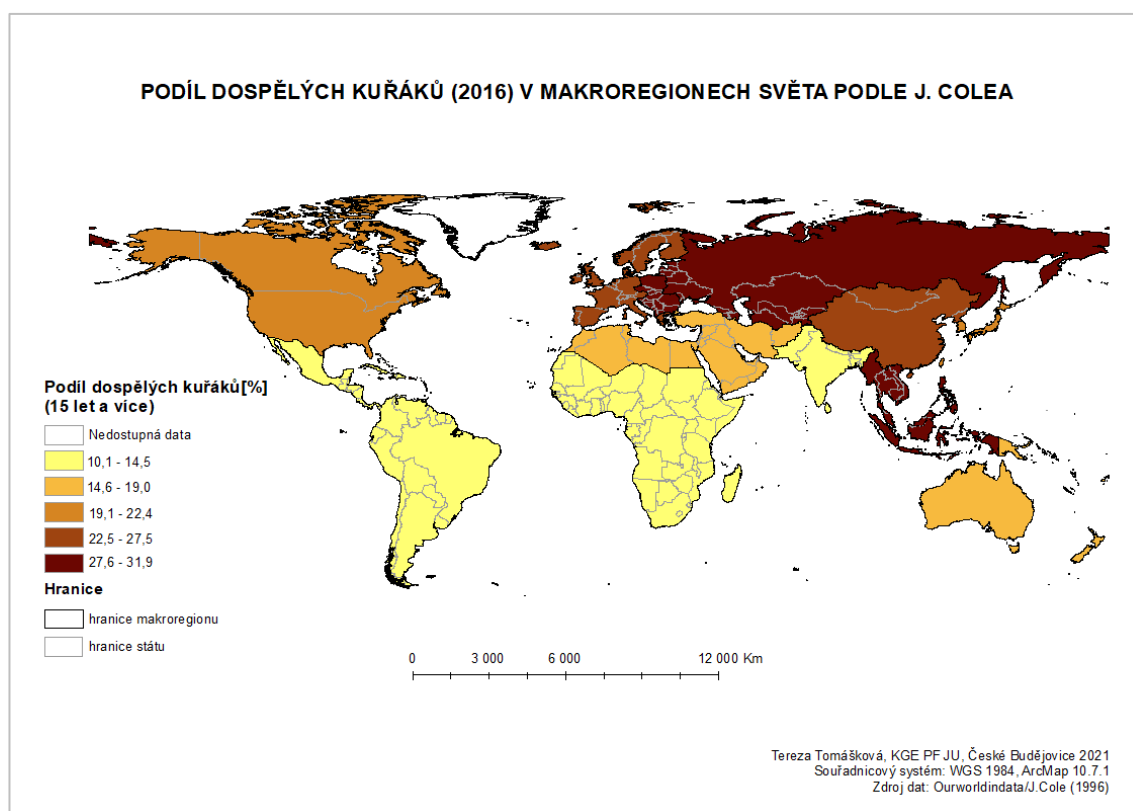 PODÍL DOSPĚLÝCH KUŘÁKŮ (2016) V MAKROREGIONECH SVĚTA PODLE J. COLEA
Podíl dospělých kuřáků[%]
(15 let a více)
Nedostupná data
10,1 - 14,5
14,6 - 19,0
19,1 - 22,4
22,5 - 27,5
27,6 - 31,9
Hranice
hranice makroregionu
hranice státu
0 3 000 6 000 12 000 Km
Tereza Tomášková, KGE PF JU, České Budějovice 2021
Souřadnicový systém: WGS 1984, ArcMap 10.7.1
Zdroj dat: Ourworldindata/J.Cole (1996)